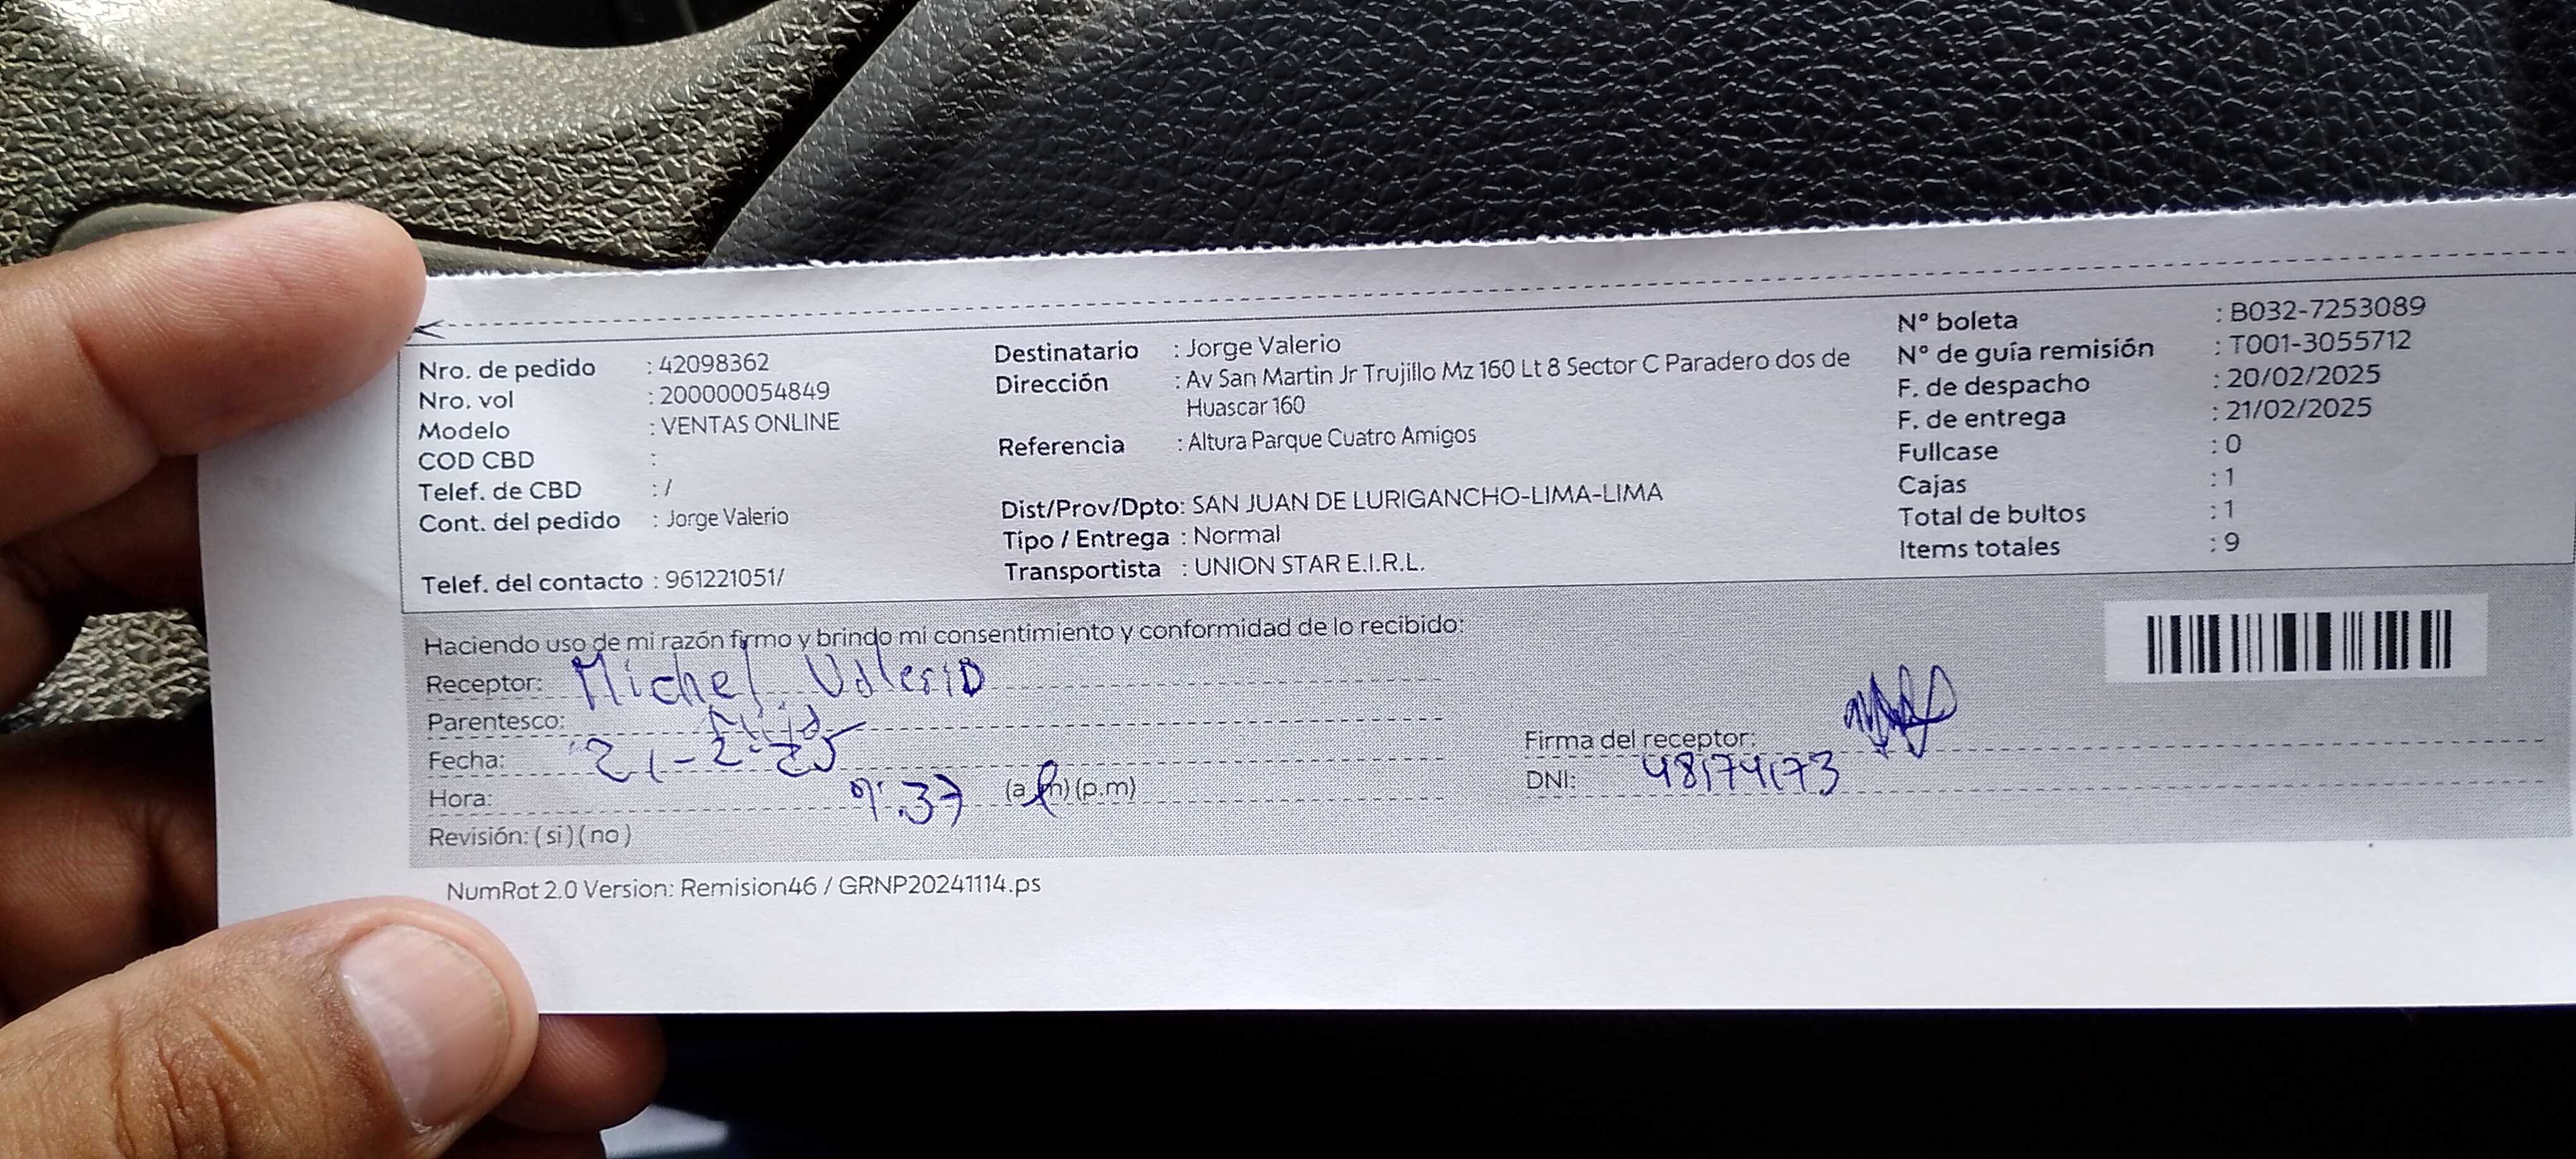 Nro. de pedido : 42098362
Nro. vol : 200000054849
Modelo : VENTAS ONLINE
COD CBD :
Telef. de CBD : /
Cont. del pedido : Jorge Valerio
Telef. del contacto : 961221051/
Destinatario : Jorge Valerio
Dirección : Av San Martin Jr Trujillo Mz 160 Lt 8 Sector C Paradero dos de
Huascar 160
Referencia : Altura Parque Cuatro Amigos
Dist/Prov/Dpto: SAN JUAN DE LURIGANCHO-LIMA-LIMA
Tipo / Entrega : Normal
Transportista : UNION STAR E.I.R.L.
N° boleta : B032-7253089
N° de guía remisión : T001-3055712
F. de despacho : 20/02/2025
F. de entrega : 21/02/2025
Fullcase : 0
Cajas : 1
Total de bultos : 1
Items totales : 9
Haciendo uso de mi razón firmo y brindo mi consentimiento y conformidad de lo recibido:
Receptor: Michel Valerio
Parentesco:
Fecha: 21-2-25
Hora: 9:37 (a.m)(p.m)
Revisión: (si)(no)
Firma del receptor:
DNI: 48174173
NumRot 2.0 Version: Remision46 / GRNP20241114.ps